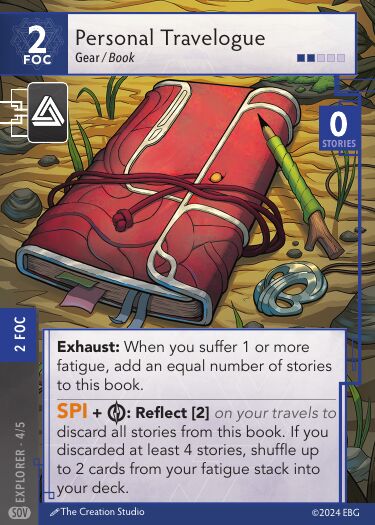 2
FOC
Personal Travelogue
Gear / Book
0
STORIES
2 FOC
EXPLORER - 4/5
SOV
Exhaust: When you suffer 1 or more
fatigue, add an equal number of stories
to this book.
SPI + : Reflect [2] on your travels to
discard all stories from this book. If you
discarded at least 4 stories, shuffle up
to 2 cards from your fatigue stack into
your deck.
The Creation Studio
©2024 EBG